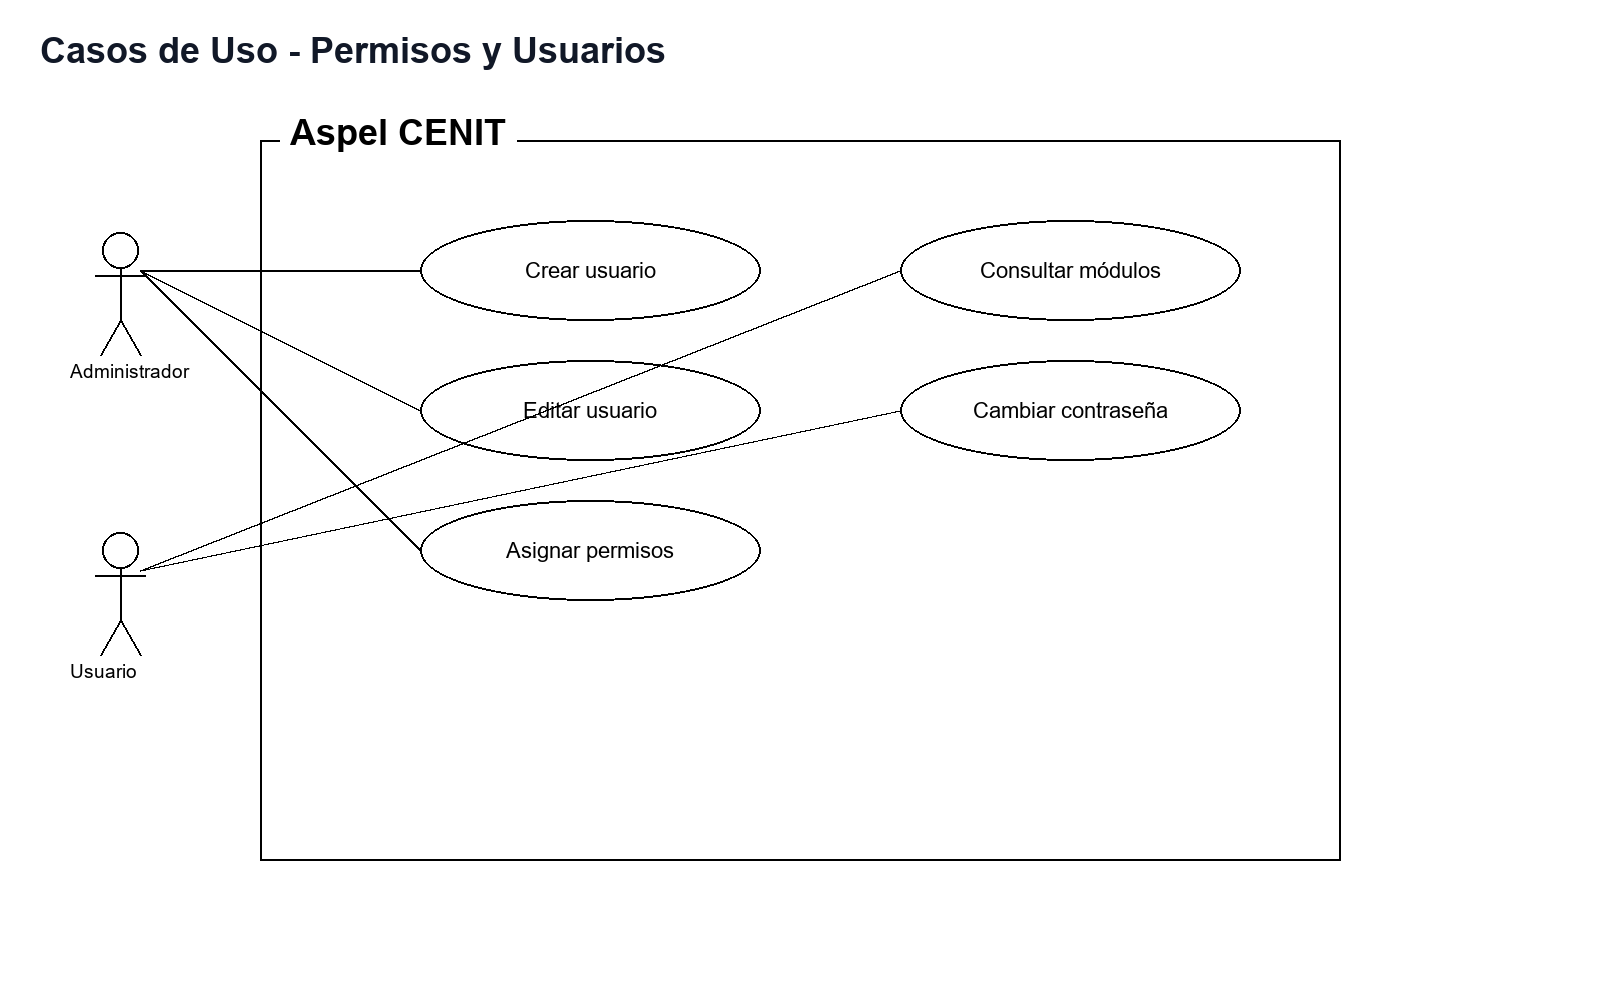 Casos de Uso - Permisos y Usuarios
Aspel CENIT
Crear usuario
Consultar módulos
Administrador
Editar usuario
Cambiar contraseña
Asignar permisos
Usuario